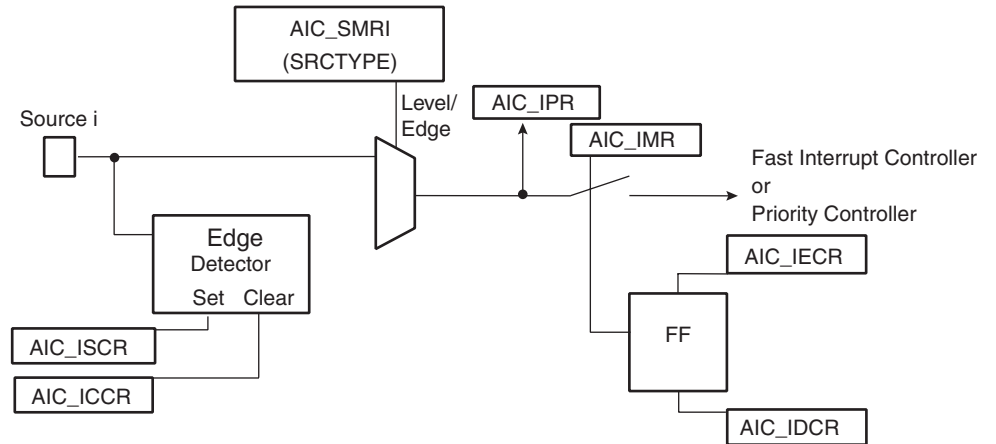 AIC_SMRI
(SRCTYPE)
Source i
Level/
Edge
AIC_IPR
AIC_IMR
Fast Interrupt Controller
or
Priority Controller
Edge
Detector
Set Clear
AIC_IECR
FF
AIC_ISCR
AIC_ICCR
AIC_IDCR